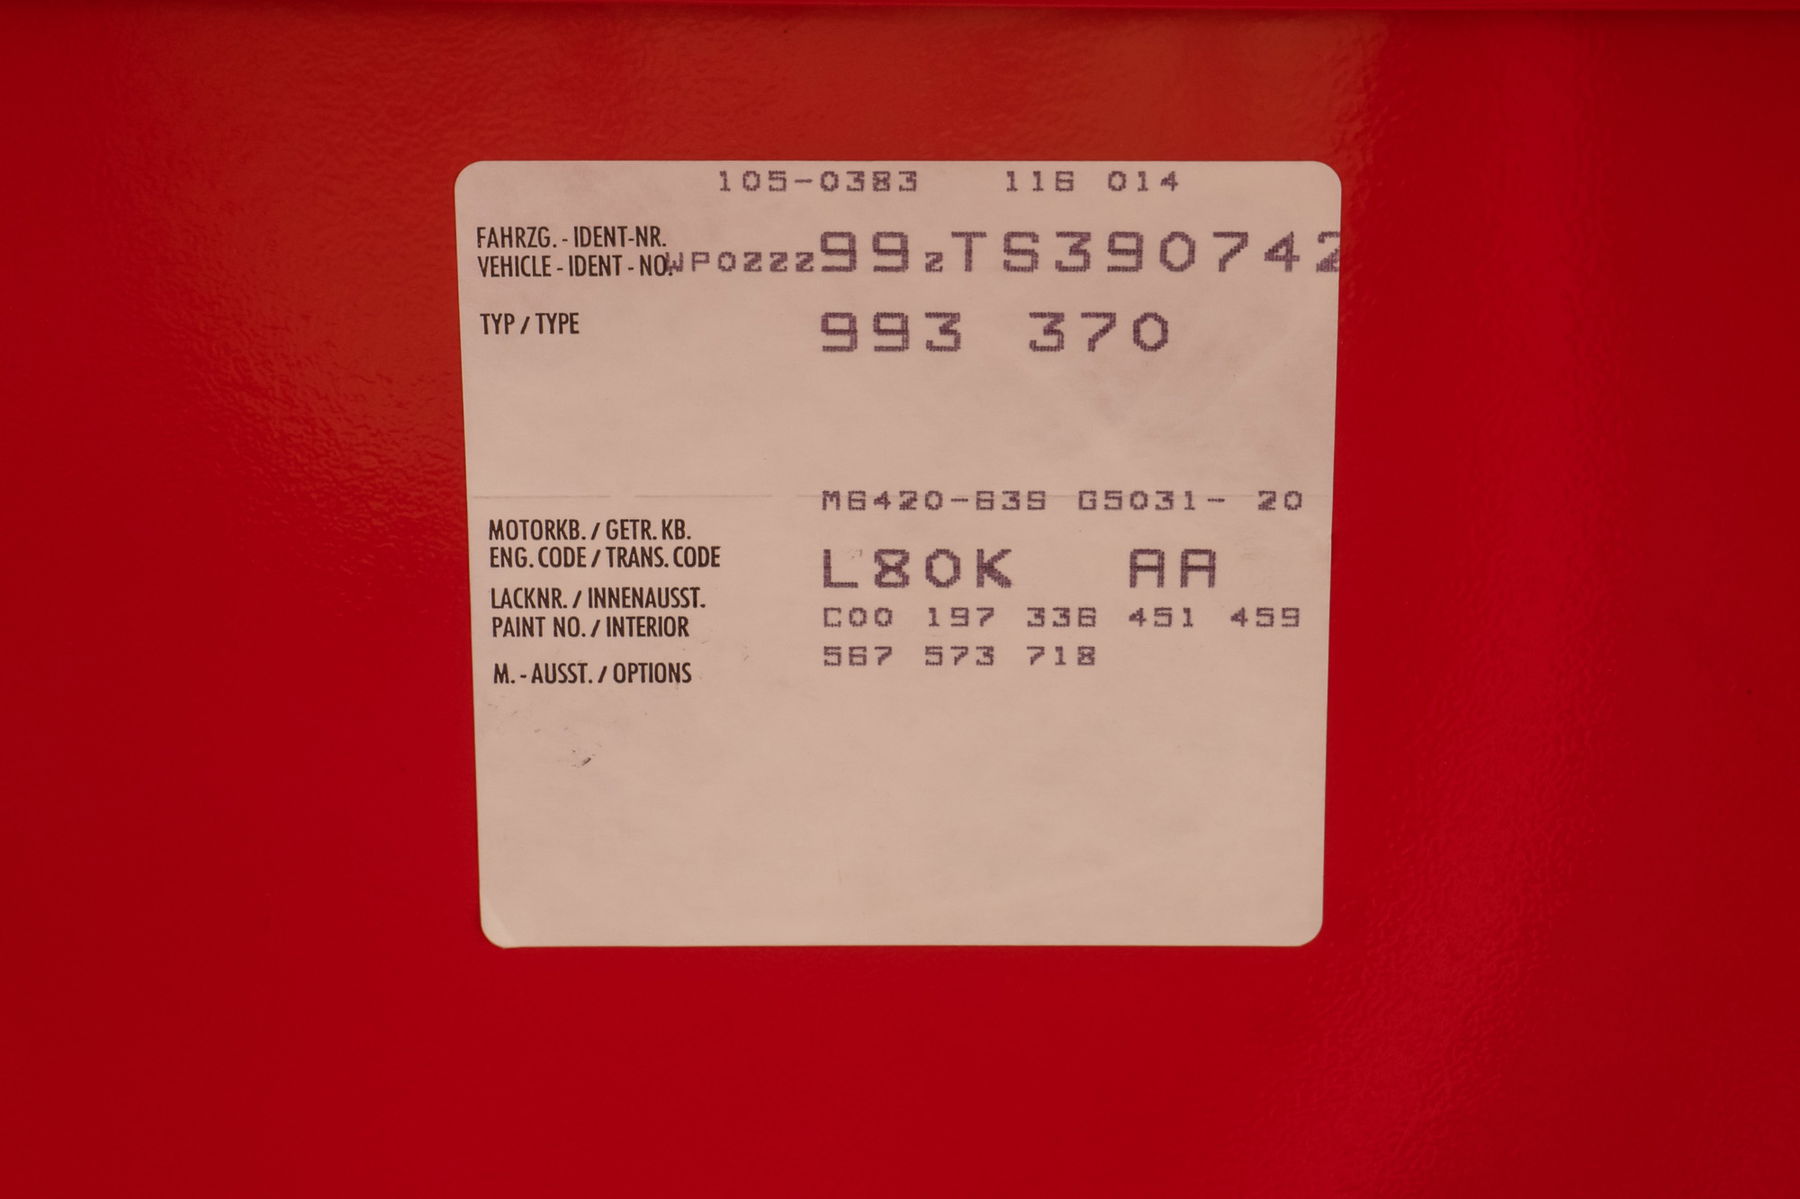 105-0383 116 014
FAHRZG. - IDENT-NR.
VEHICLE - IDENT - NO. WP0ZZZ99ZTS390742
TYP / TYPE 993 370
M6420-63S G5031- 20
MOTORKB. / GETR. KB.
ENG. CODE / TRANS. CODE L80K AA
LACKNR. / INNENAUSST.
PAINT NO. / INTERIOR C00 197 336 451 459
567 573 718
M. - AUSST. / OPTIONS